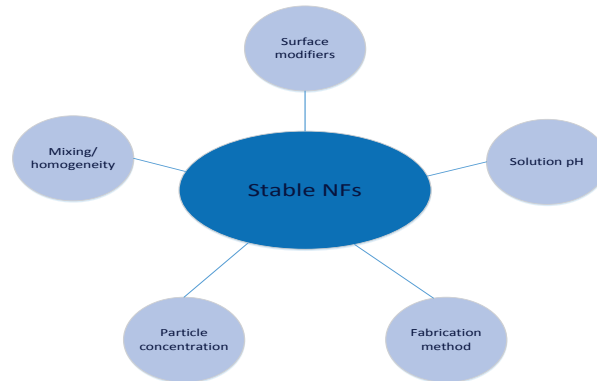 Surface
modifiers
Mixing/
homogeneity
Solution pH
Stable NFs
Particle
concentration
Fabrication
method